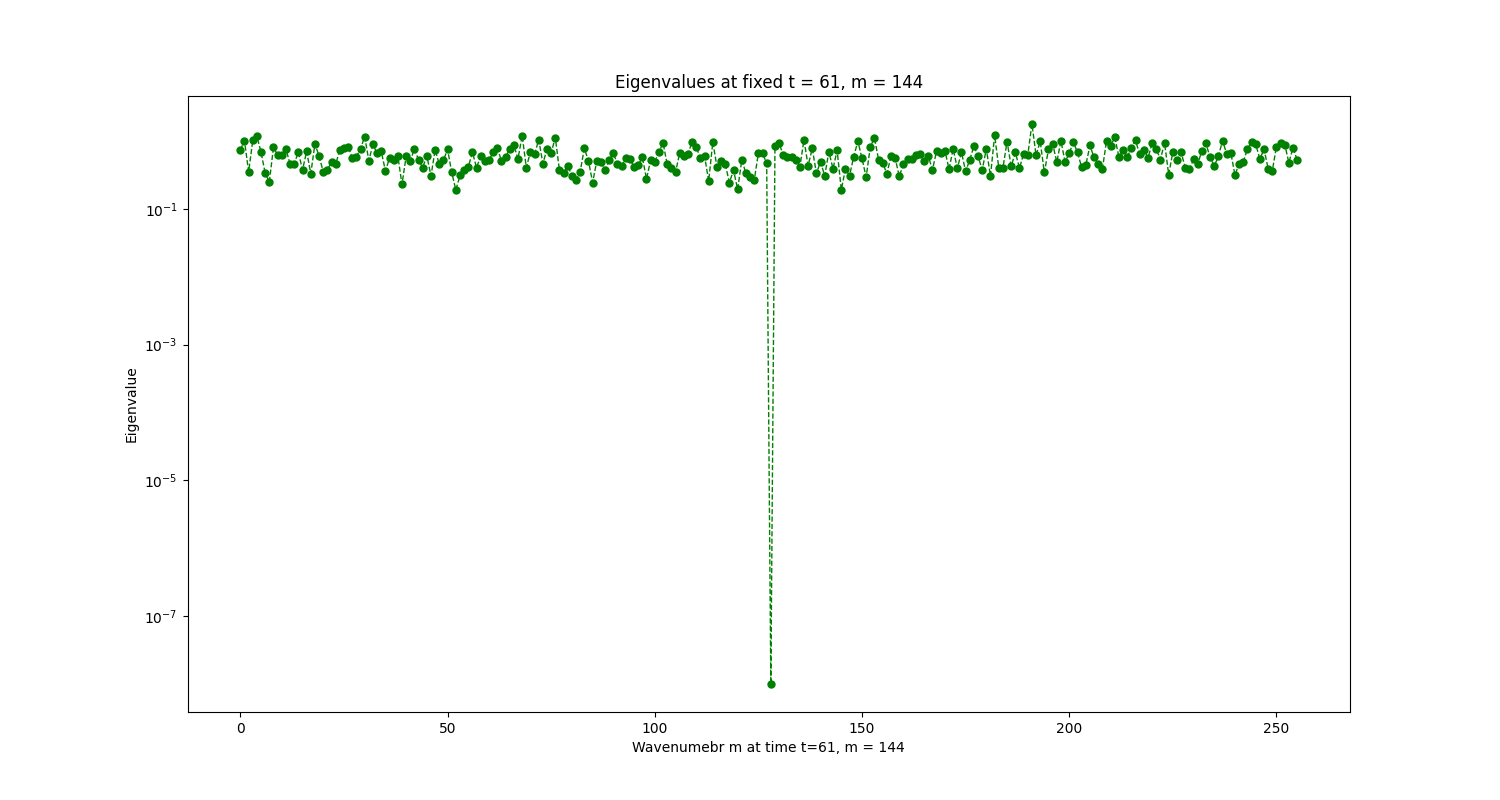 Eigenvalues at fixed t = 61, m = 144
10⁻¹
10⁻³
10⁻⁵
10⁻⁷
Eigenvalue
0 50 100 150 200 250
Wavenumebr m at time t=61, m = 144